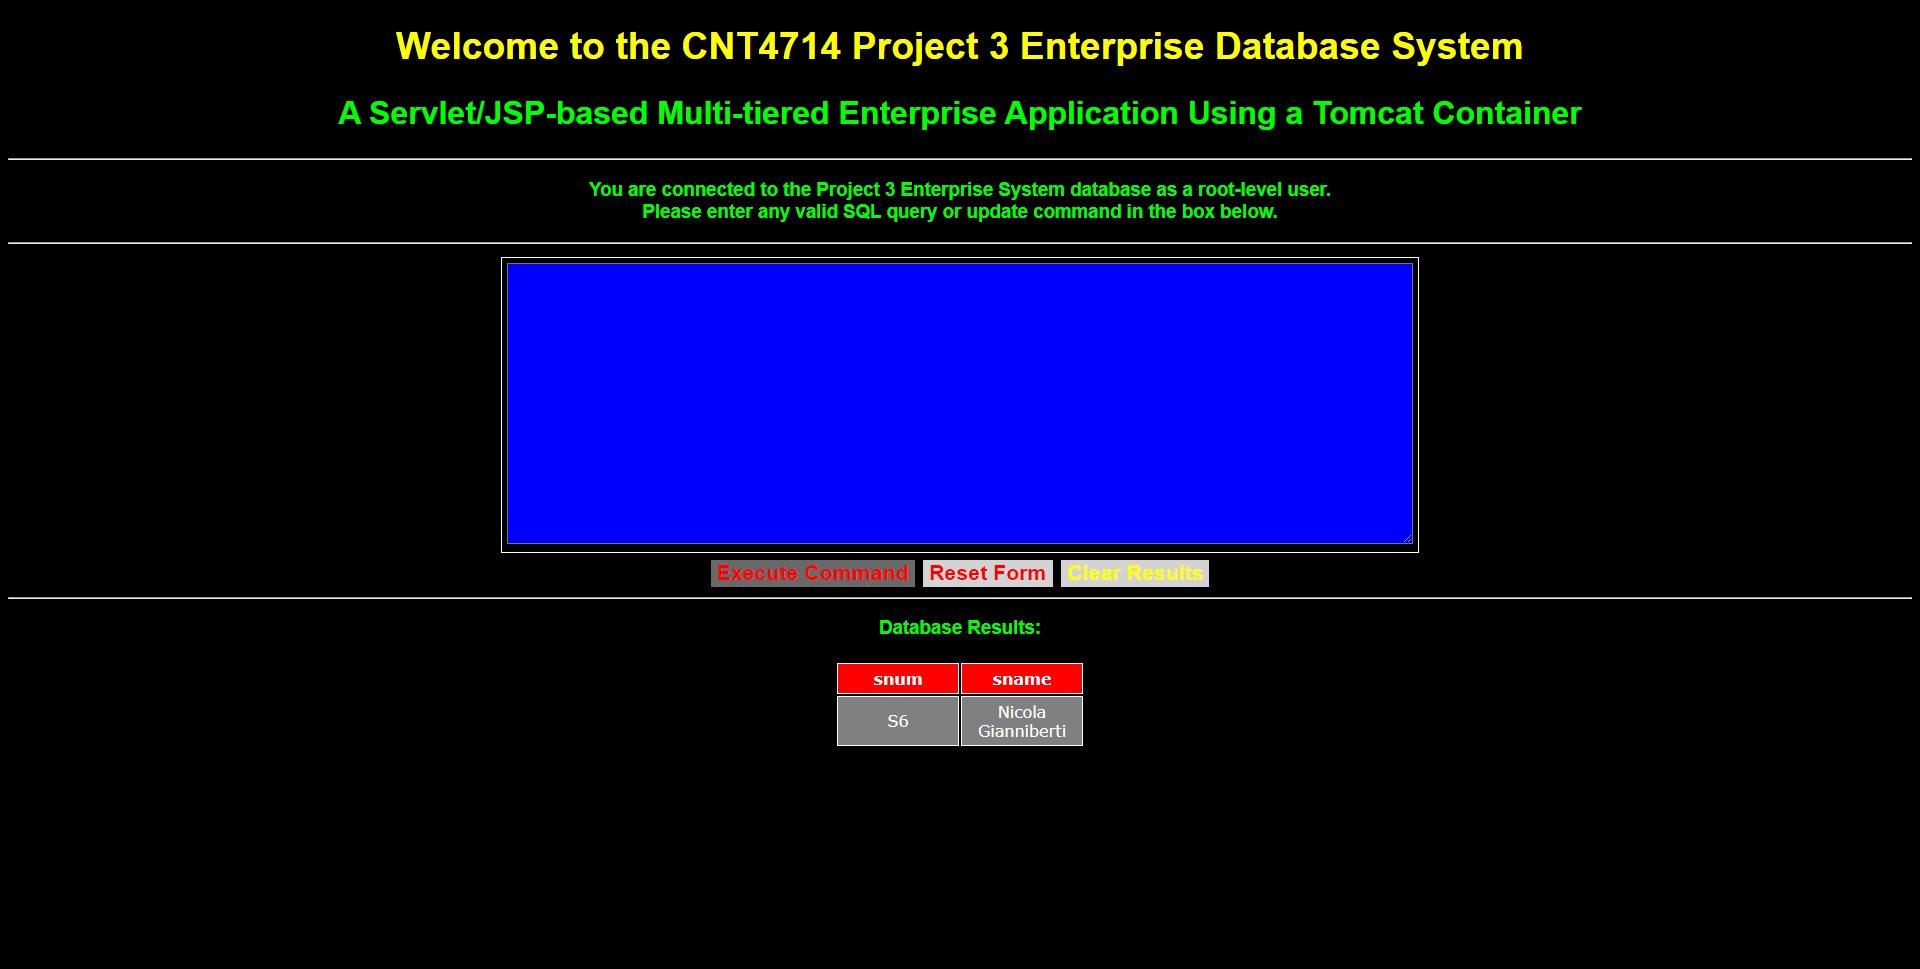 Welcome to the CNT4714 Project 3 Enterprise Database System
A Servlet/JSP-based Multi-tiered Enterprise Application Using a Tomcat Container
You are connected to the Project 3 Enterprise System database as a root-level user.
Please enter any valid SQL query or update command in the box below.
Execute Command Reset Form Clear Results
Database Results:
snum sname
S6 Nicola
Gianniberti